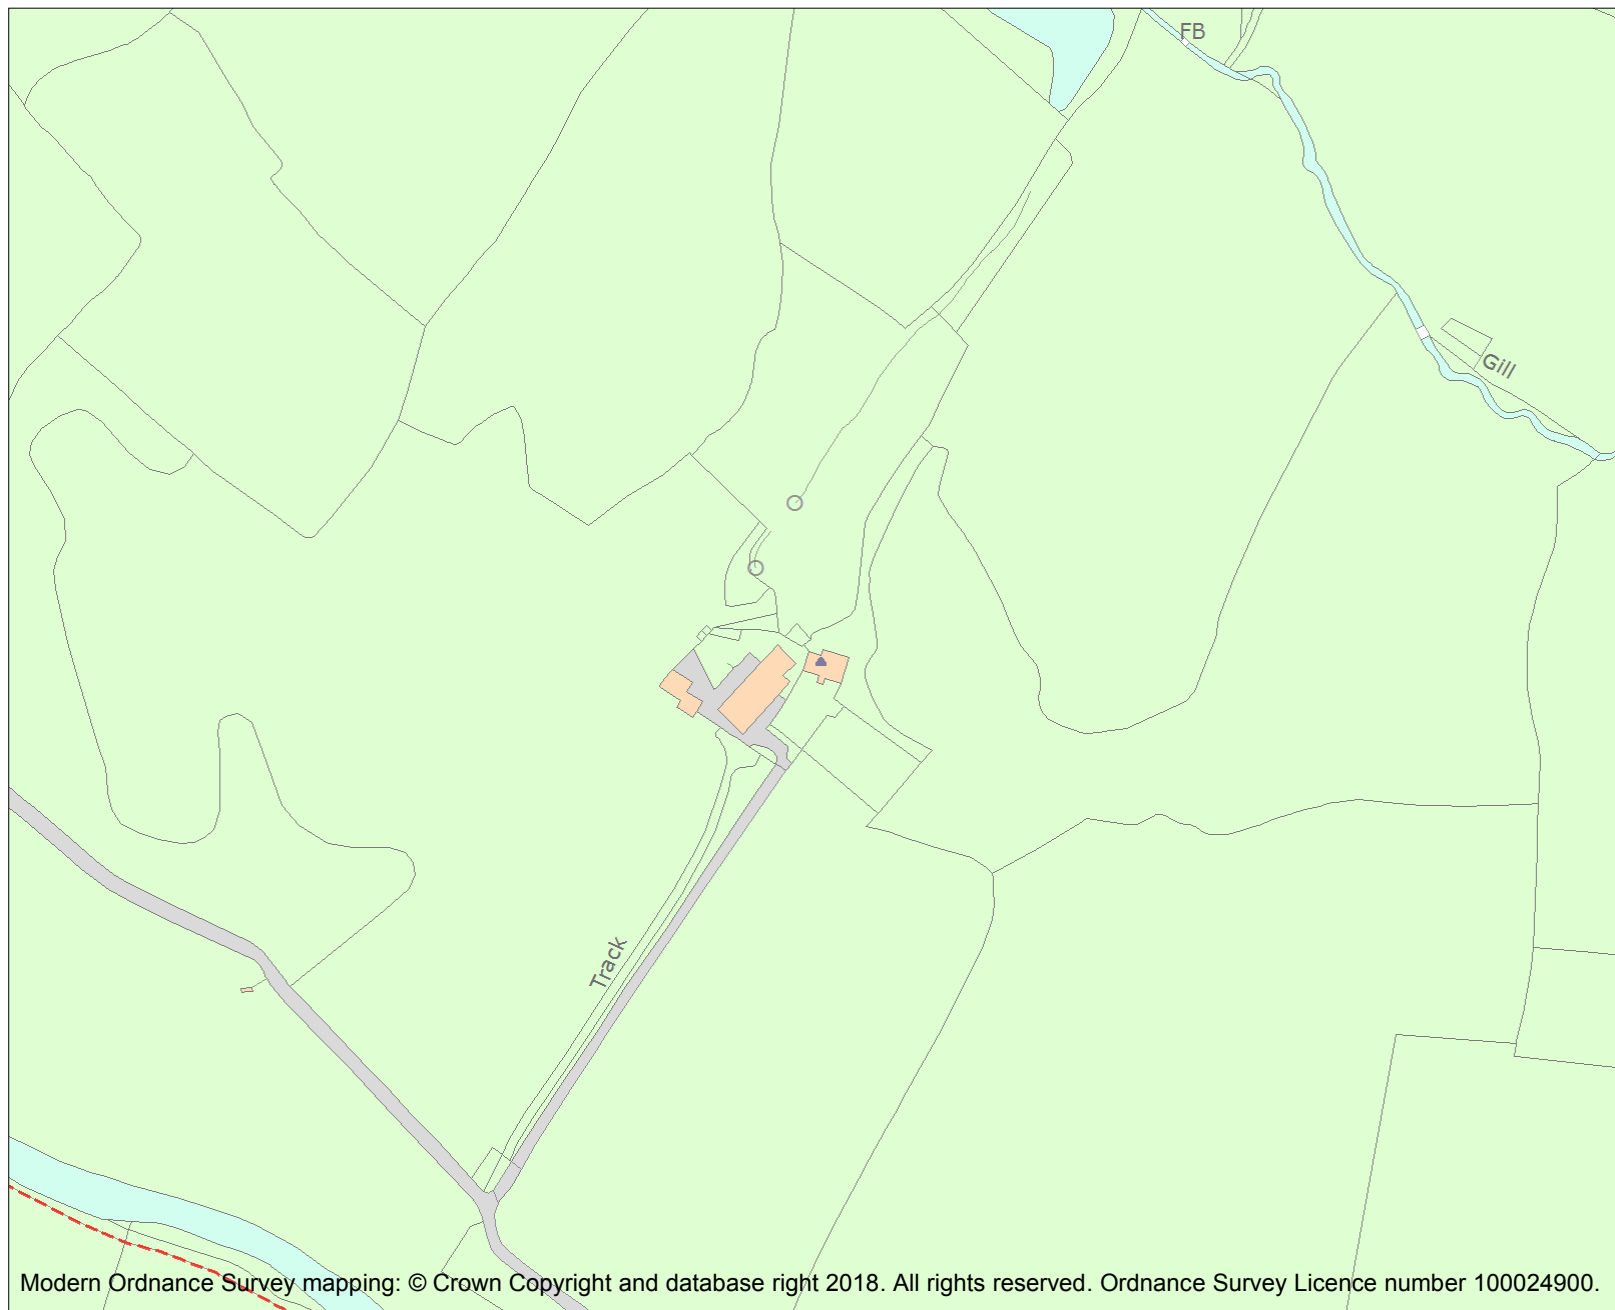 FB
Gill
Track
Modern Ordnance Survey mapping: © Crown Copyright and database right 2018. All rights reserved. Ordnance Survey Licence number 100024900.